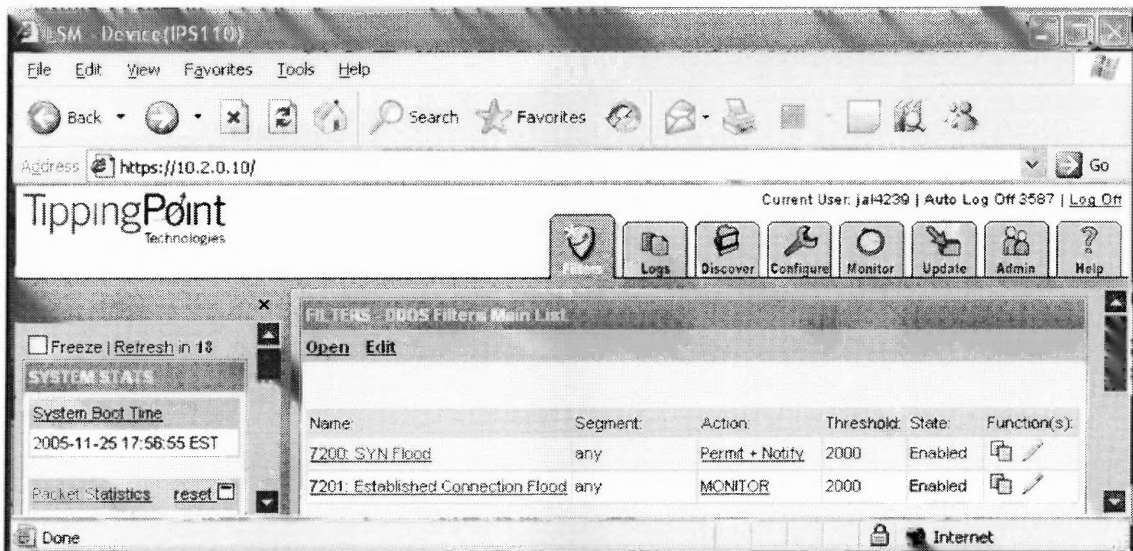 LSM - Device(IPS110)
File Edit View Favorites Tools Help
Back Search Favorites
Address https://10.2.0.10/ Go
TippingPoint
Technologies
Current User: jal4239 | Auto Log Off 3587 | Log Off
Filters Logs Discover Configure Monitor Update Admin Help
Freeze | Refresh in 18
SYSTEM STATS
System Boot Time
2005-11-25 17:56:55 EST
Packet Statistics reset
FILTERS - DDOS Filters Main List
Open Edit
Name: Segment: Action: Threshold: State: Function(s):
7200: SYN Flood any Permit + Notify 2000 Enabled
7201: Established Connection Flood any MONITOR 2000 Enabled
Done Internet